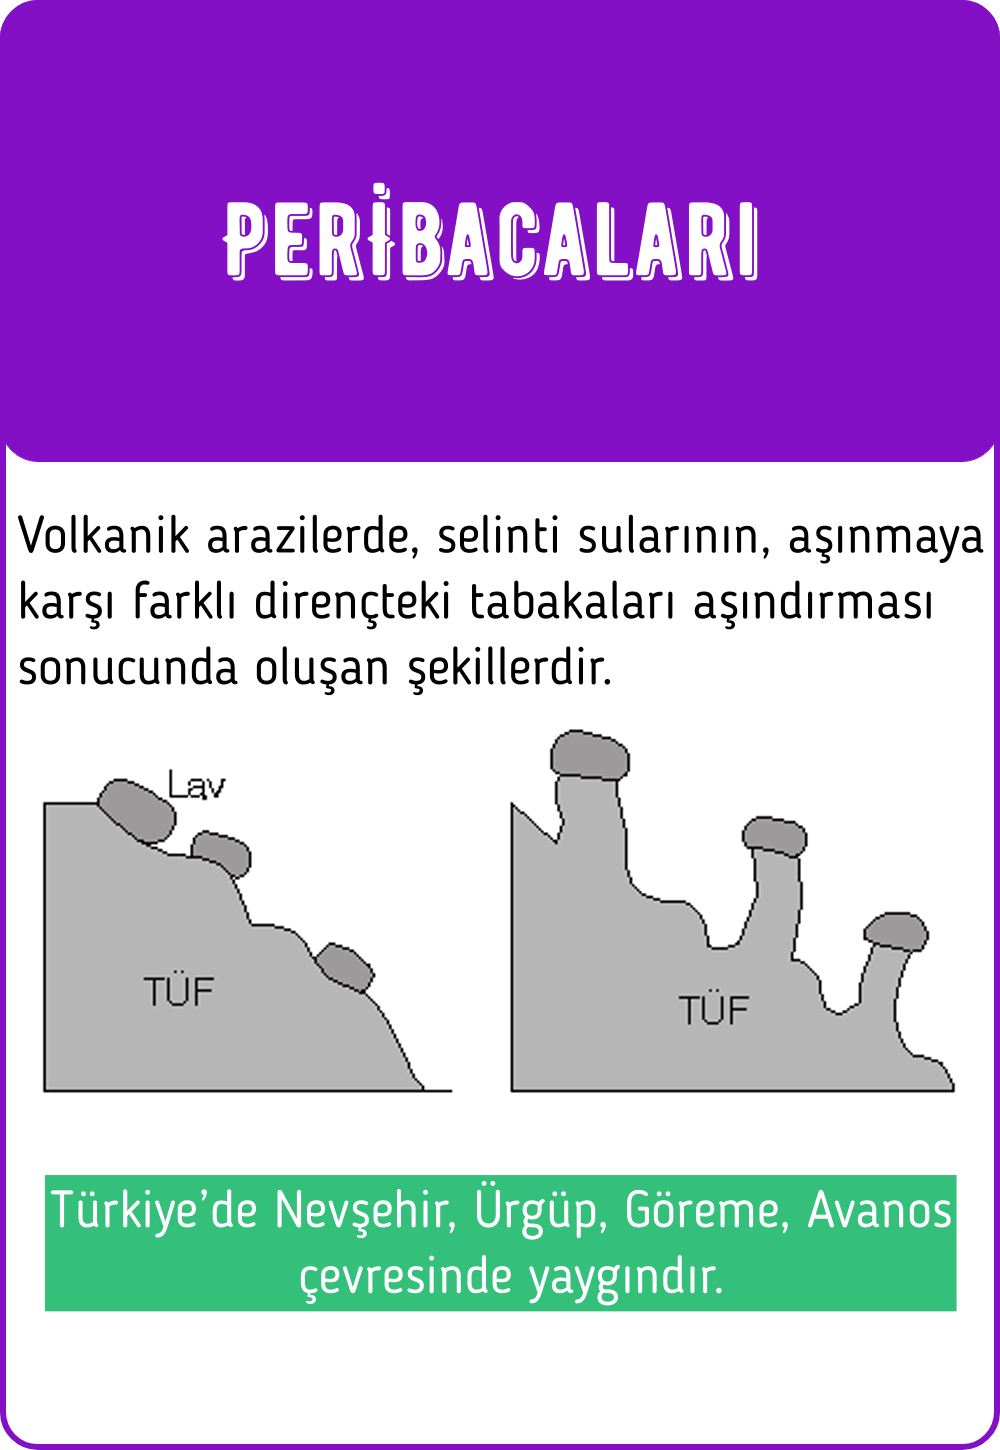 PERİBACALARI
Volkanik arazilerde, selinti sularının, aşınmaya
karşı farklı dirençteki tabakaları aşındırması
sonucunda oluşan şekillerdir.
Lav
TÜF
TÜF
Türkiye’de Nevşehir, Ürgüp, Göreme, Avanos
çevresinde yaygındır.